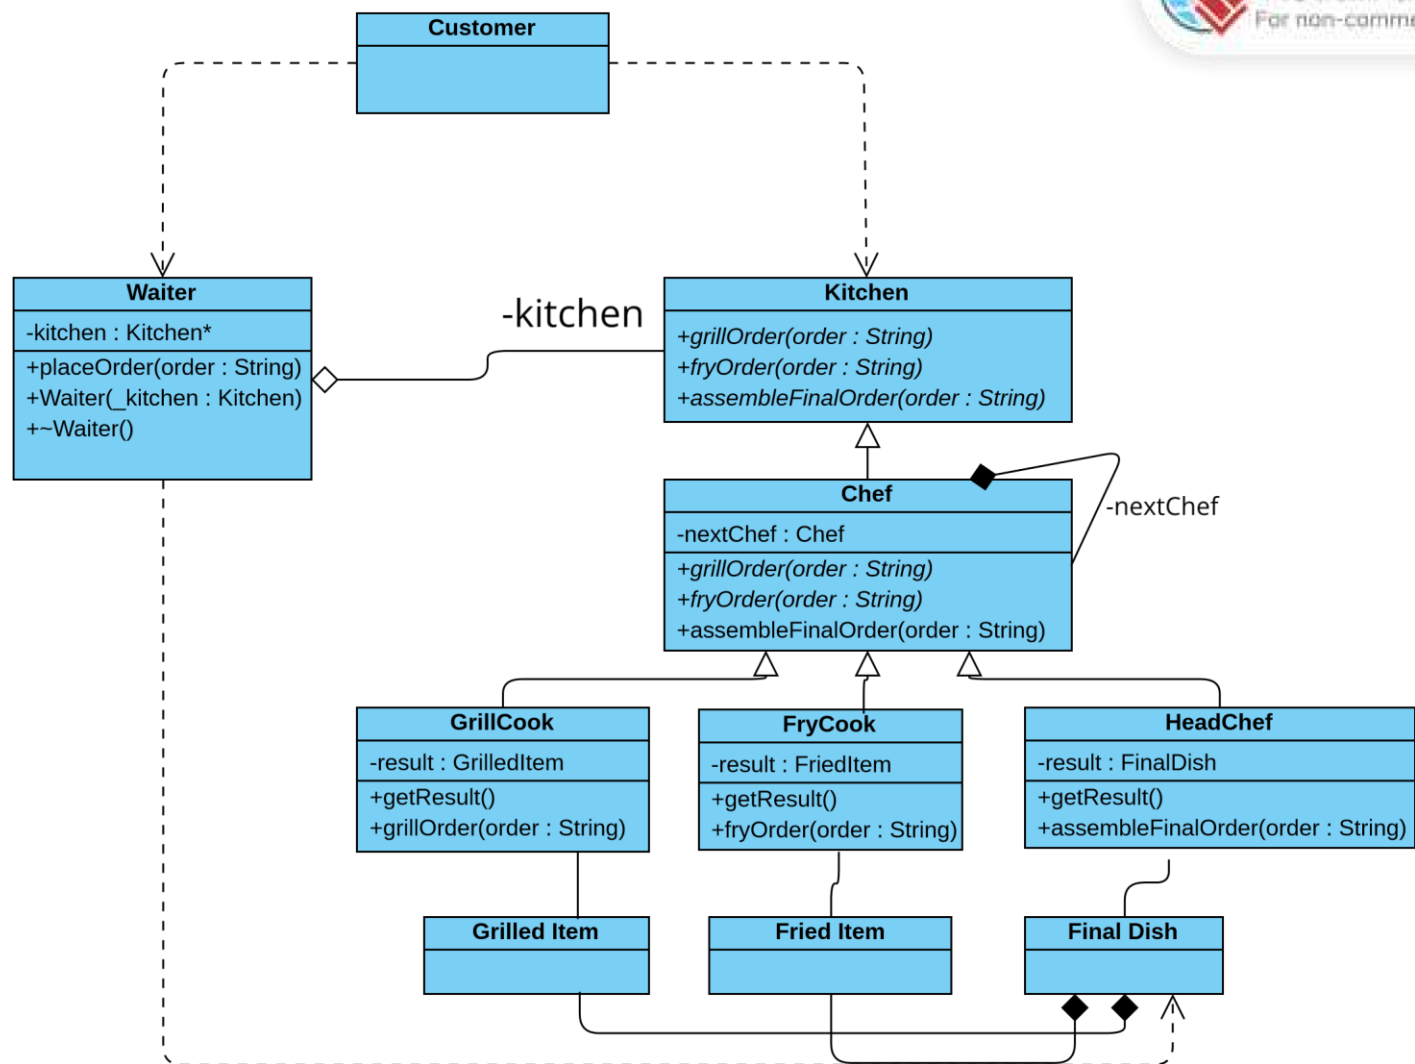 Customer
For non-comme
Waiter
-kitchen : Kitchen*
+placeOrder(order : String)
+Waiter(_kitchen : Kitchen)
+~Waiter()
-kitchen
Kitchen
+grillOrder(order : String)
+fryOrder(order : String)
+assembleFinalOrder(order : String)
Chef
-nextChef : Chef
+grillOrder(order : String)
+fryOrder(order : String)
+assembleFinalOrder(order : String)
-nextChef
GrillCook
-result : GrilledItem
+getResult()
+grillOrder(order : String)
FryCook
-result : FriedItem
+getResult()
+fryOrder(order : String)
HeadChef
-result : FinalDish
+getResult()
+assembleFinalOrder(order : String)
Grilled Item
Fried Item
Final Dish